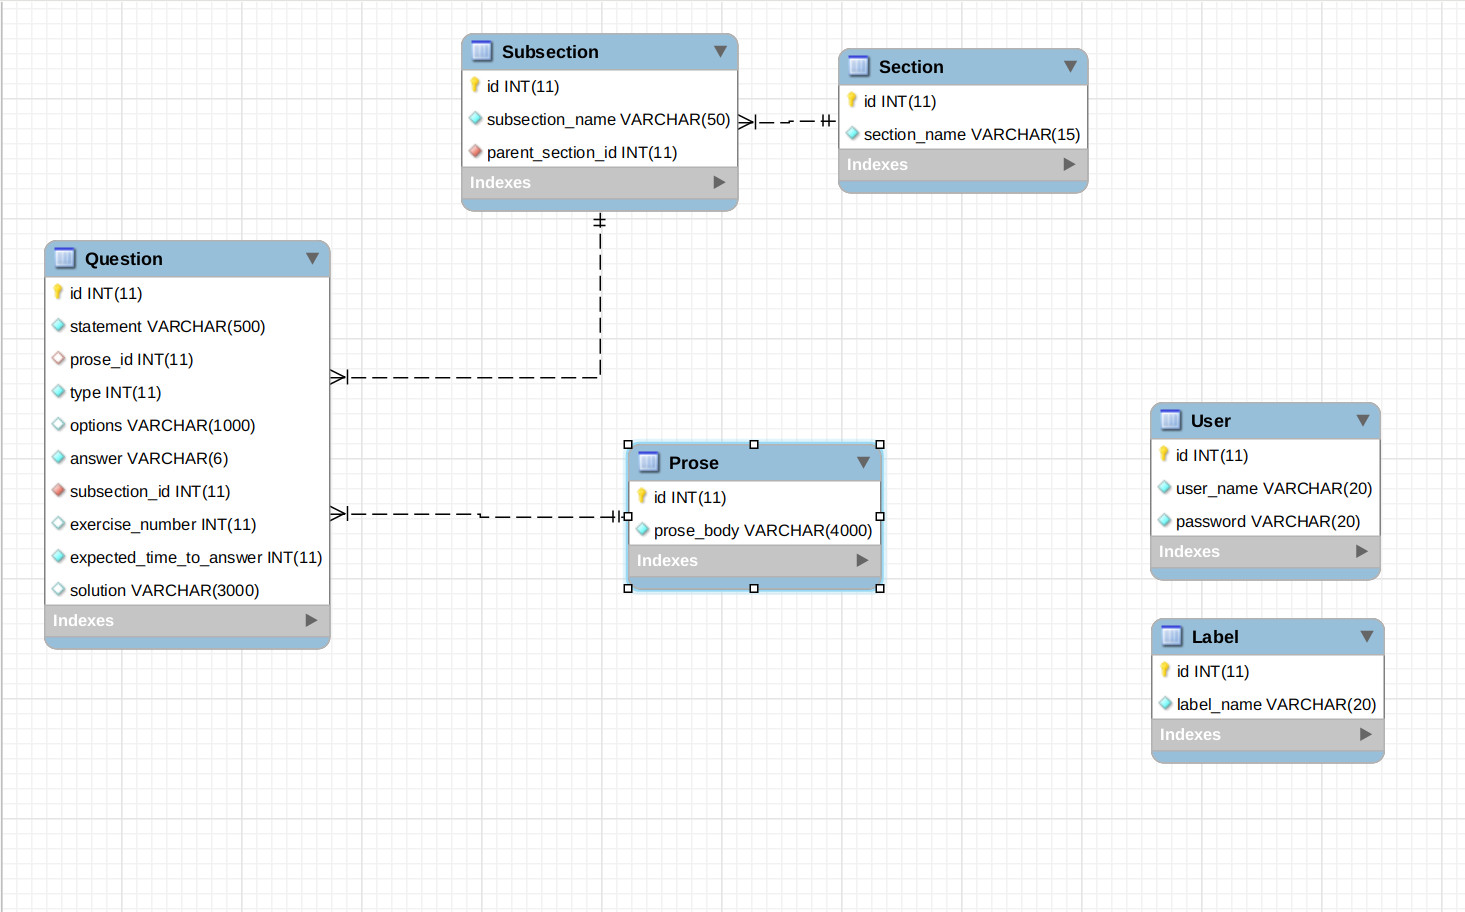 Subsection
id INT(11)
subsection_name VARCHAR(50)
parent_section_id INT(11)
Indexes
Section
id INT(11)
section_name VARCHAR(15)
Indexes
Question
id INT(11)
statement VARCHAR(500)
prose_id INT(11)
type INT(11)
options VARCHAR(1000)
answer VARCHAR(6)
subsection_id INT(11)
exercise_number INT(11)
expected_time_to_answer INT(11)
solution VARCHAR(3000)
Indexes
Prose
id INT(11)
prose_body VARCHAR(4000)
Indexes
User
id INT(11)
user_name VARCHAR(20)
password VARCHAR(20)
Indexes
Label
id INT(11)
label_name VARCHAR(20)
Indexes